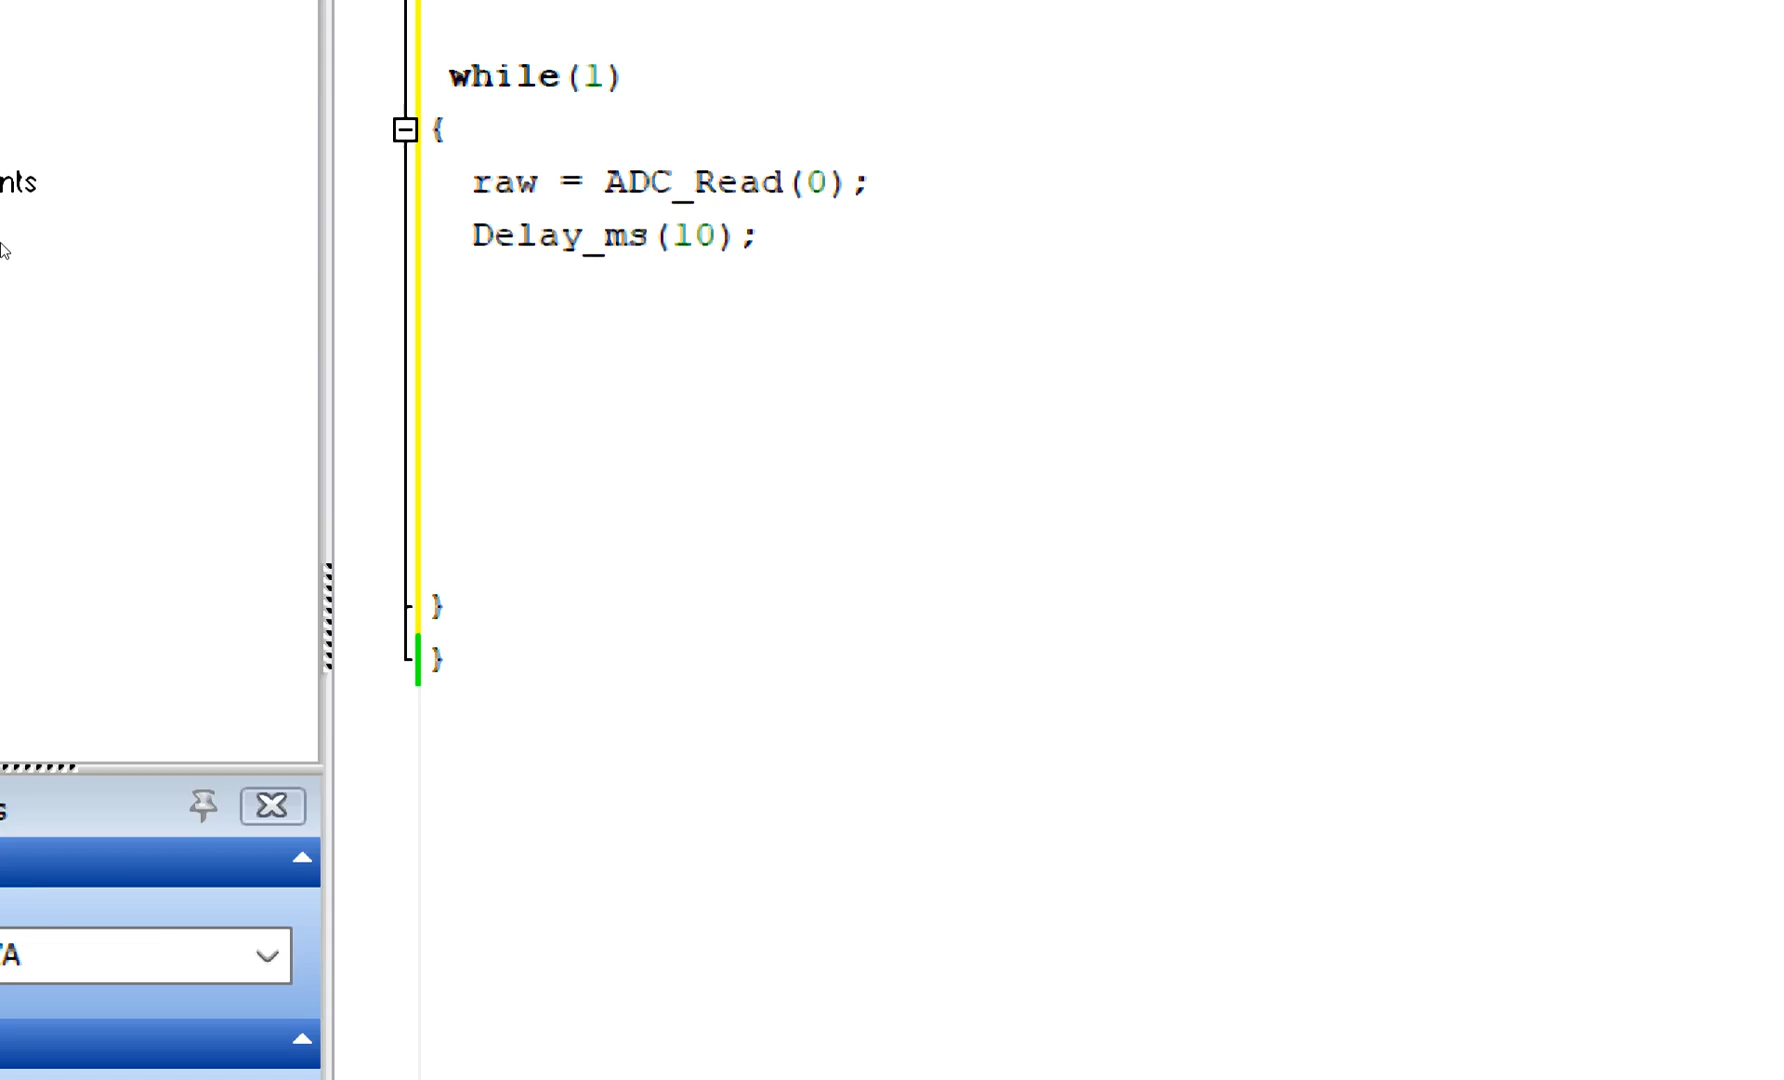 while(1)
{
nts
raw = ADC_Read(0);
Delay_ms(10);
}
}
s
A